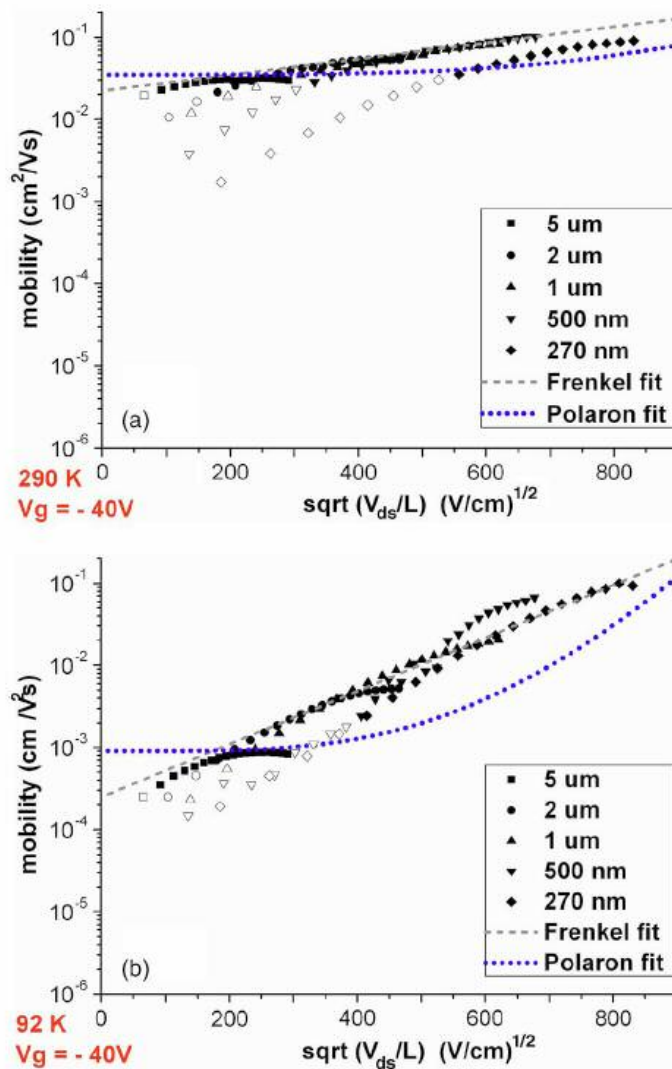 10⁻¹
10⁻²
10⁻³
10⁻⁴
10⁻⁵
10⁻⁶
mobility (cm²/Vs)
5 um
2 um
1 um
500 nm
270 nm
Frenkel fit
Polaron fit
(a)
0 200 400 600 800
290 K
Vg = - 40V
sqrt (V_ds/L) (V/cm)^1/2
10⁻¹
10⁻²
10⁻³
10⁻⁴
10⁻⁵
10⁻⁶
mobility (cm /V²s)
5 um
2 um
1 um
500 nm
270 nm
Frenkel fit
Polaron fit
(b)
0 200 400 600 800
92 K
Vg = - 40V
sqrt (V_ds/L) (V/cm)^1/2